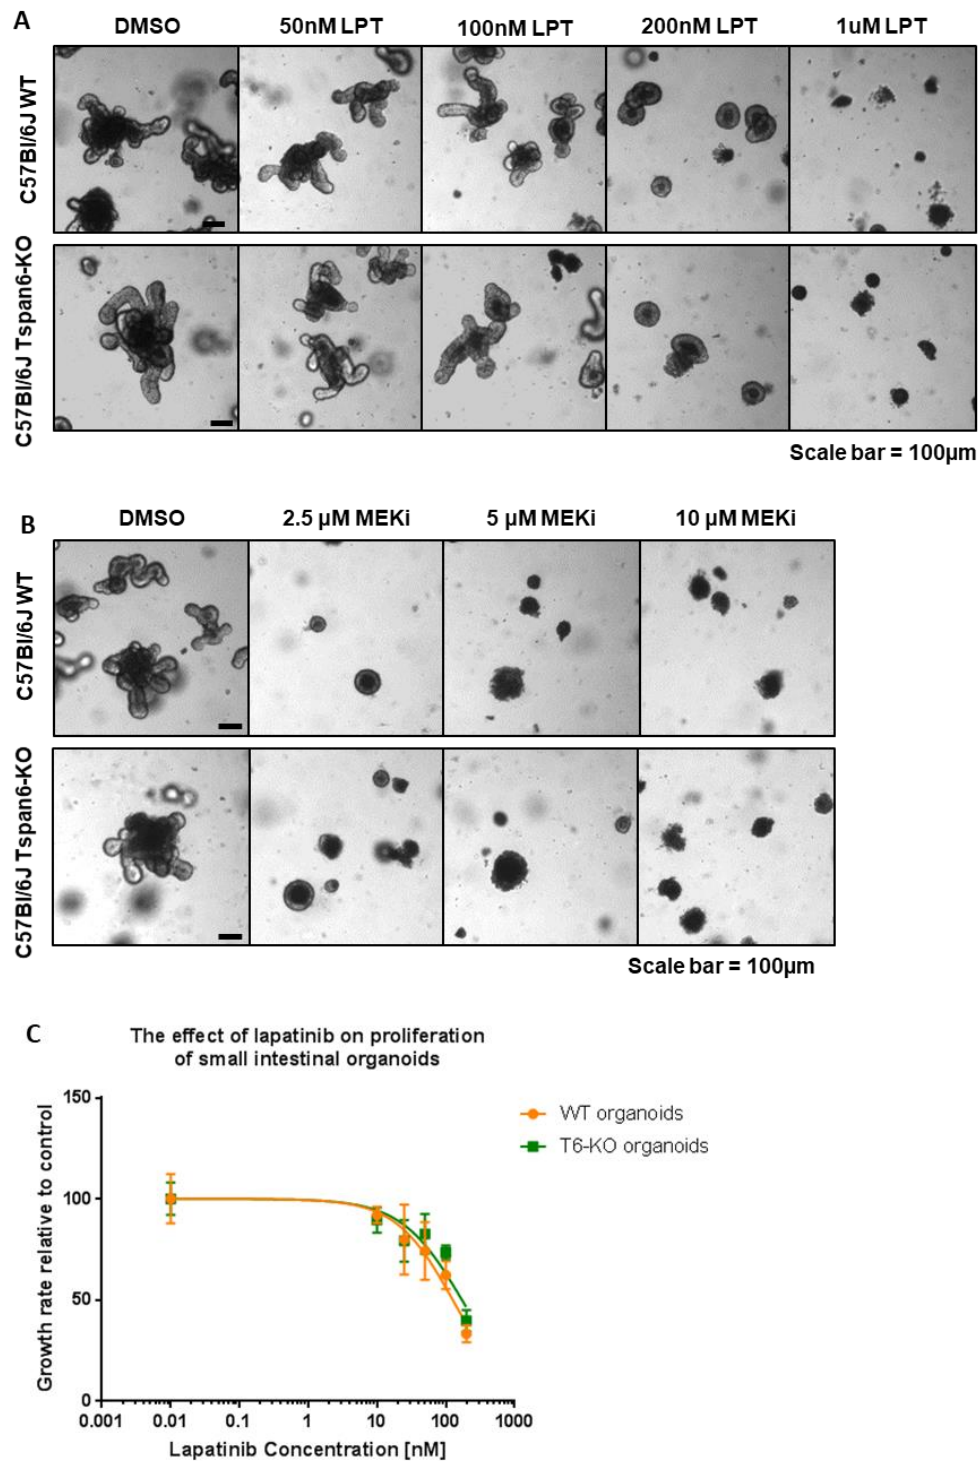 A
DMSO
50nM LPT
100nM LPT
200nM LPT
1uM LPT
C57Bl/6J WT
C57Bl/6J Tspan6-KO
Scale bar = 100µm
B
DMSO
2.5 µM MEKi
5 µM MEKi
10 µM MEKi
C57Bl/6J WT
C57Bl/6J Tspan6-KO
Scale bar = 100µm
C
The effect of lapatinib on proliferation
of small intestinal organoids
Growth rate relative to control
150
100
50
0
0.001
0.01
0.1
1
10
100
1000
Lapatinib Concentration [nM]
WT organoids
T6-KO organoids